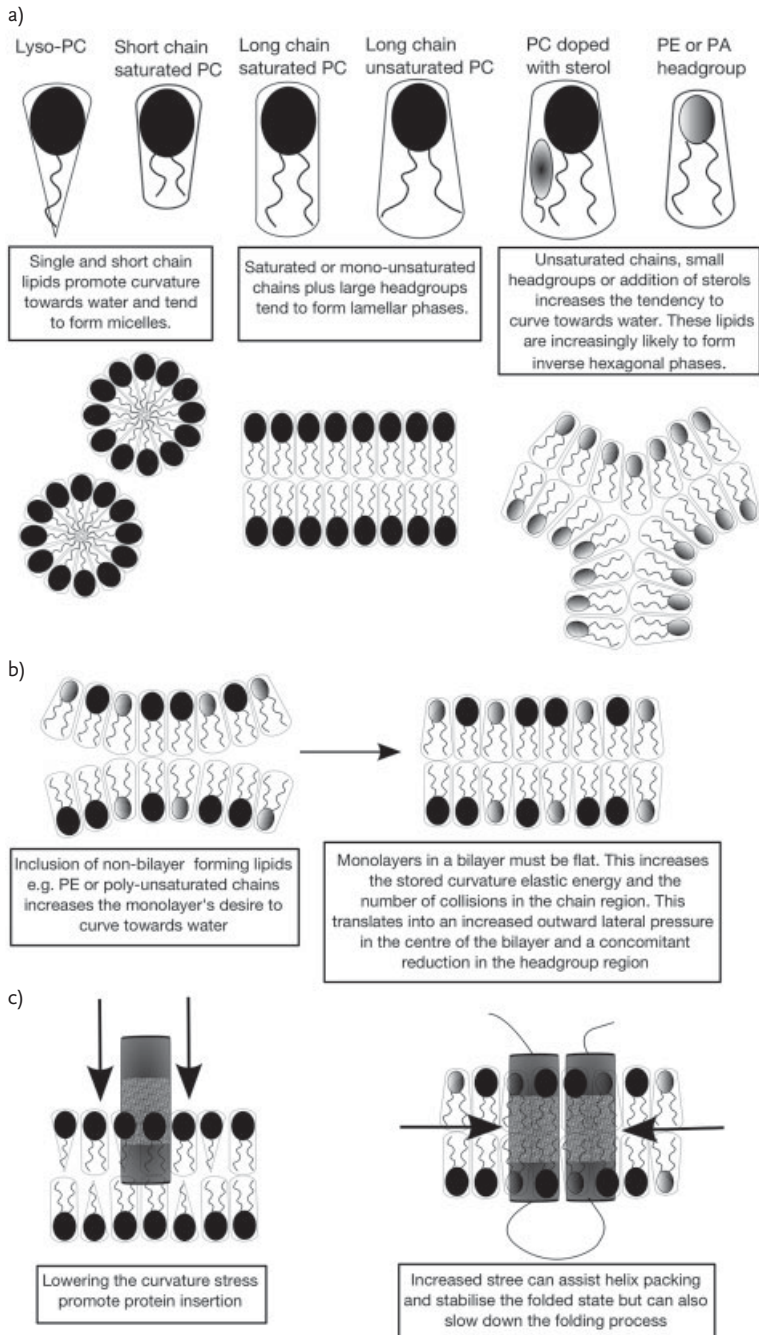 a)
Lyso-PC
Short chain
saturated PC
Long chain
saturated PC
Long chain
unsaturated PC
PC doped
with sterol
PE or PA
headgroup
Single and short chain
lipids promote curvature
towards water and tend
to form micelles.
Saturated or mono-unsaturated
chains plus large headgroups
tend to form lamellar phases.
Unsaturated chains, small
headgroups or addition of sterols
increases the tendency to
curve towards water. These lipids
are increasingly likely to form
inverse hexagonal phases.
b)
Inclusion of non-bilayer forming lipids
e.g. PE or poly-unsaturated chains
increases the monolayer's desire to
curve towards water
Monolayers in a bilayer must be flat. This increases
the stored curvature elastic energy and the
number of collisions in the chain region. This
translates into an increased outward lateral pressure
in the centre of the bilayer and a concomitant
reduction in the headgroup region
c)
Lowering the curvature stress
promote protein insertion
Increased stree can assist helix packing
and stabilise the folded state but can also
slow down the folding process